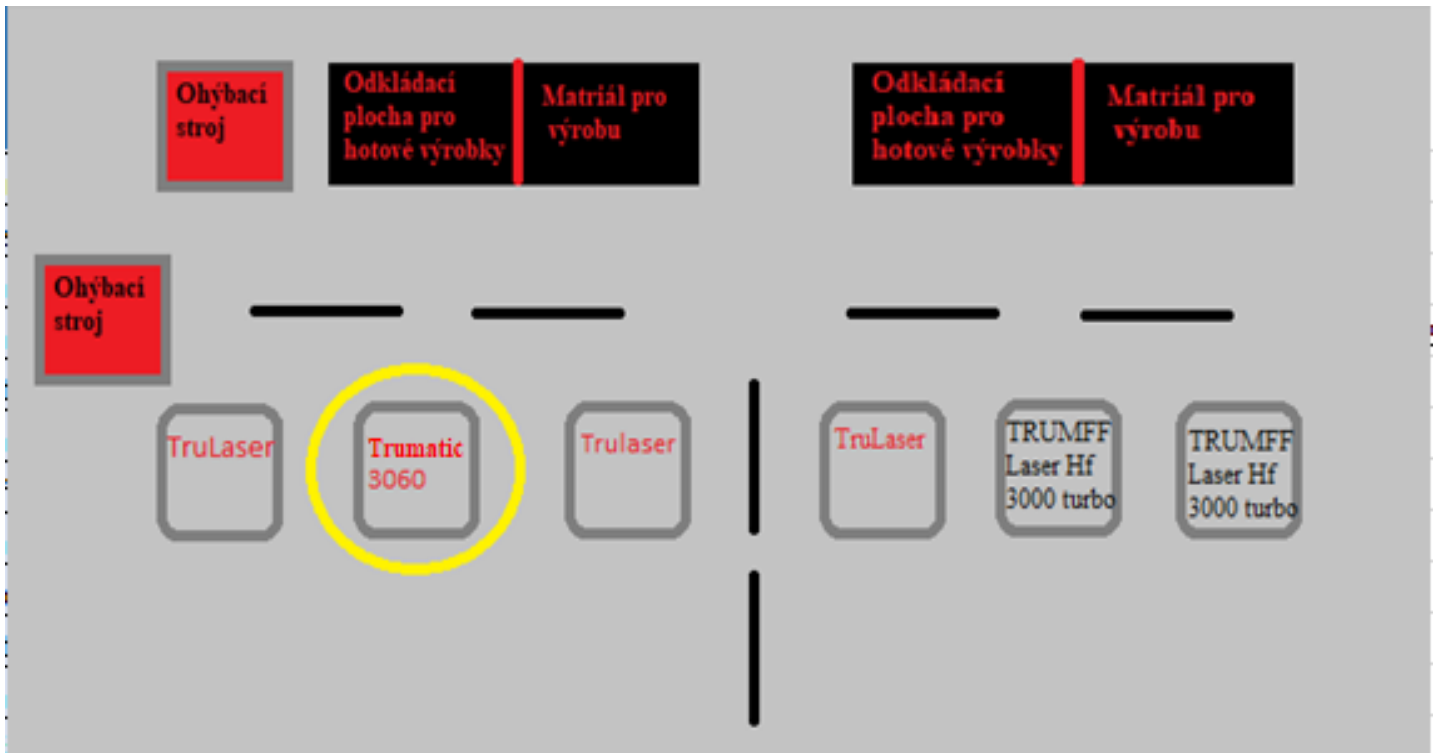 Ohýbací
stroj
Odkládací
plocha pro
hotové výrobky
Matriál pro
výrobu
Odkládací
plocha pro
hotové výrobky
Matriál pro
výrobu
Ohýbací
stroj
TruLaser
Trumatic
3060
Trulaser
TruLaser
TRUMFF
Laser Hf
3000 turbo
TRUMFF
Laser Hf
3000 turbo